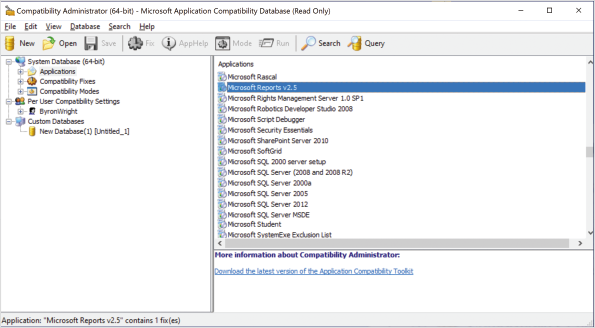 Compatibility Administrator (64-bit) - Microsoft Application Compatibility Database (Read Only)
File Edit View Database Search Help
New Open Save Fix AppHelp Mode Run Search Query
System Database (64-bit)
Applications
Compatibility Fixes
Compatibility Modes
Per User Compatibility Settings
ByronWright
Custom Databases
New Database(1) [Untitled_1]
Applications
Microsoft Rascal
Microsoft Reports v2.5
Microsoft Rights Management Server 1.0 SP1
Microsoft Robotics Developer Studio 2008
Microsoft Script Debugger
Microsoft Security Essentials
Microsoft SharePoint Server 2010
Microsoft SoftGrid
Microsoft SQL 2000 server setup
Microsoft SQL Server (2008 and 2008 R2)
Microsoft SQL Server 2000a
Microsoft SQL Server 2005
Microsoft SQL Server 2012
Microsoft SQL Server MSDE
Microsoft Student
Microsoft SystemExe Exclusion List
More information about Compatibility Administrator:
Download the latest version of the Application Compatibility Toolkit
Application: "Microsoft Reports v2.5" contains 1 fix(es)